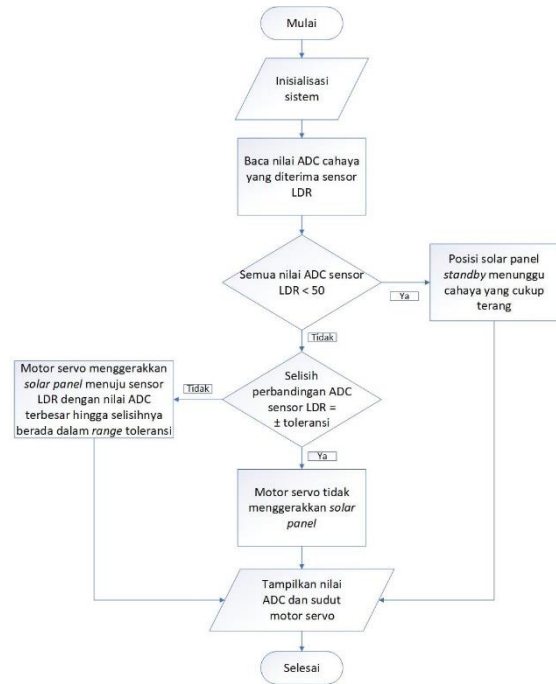 Mulai
Inisialisasi
sistem
Baca nilai ADC cahaya
yang diterima sensor
LDR
Semua nilai ADC sensor
LDR < 50
Ya
Posisi solar panel
standby menunggu
cahaya yang cukup
terang
Tidak
Selisih
perbandingan ADC
sensor LDR =
± toleransi
Tidak
Motor servo menggerakkan
solar panel menuju sensor
LDR dengan nilai ADC
terbesar hingga selisihnya
berada dalam range toleransi
Ya
Motor servo tidak
menggerakkan solar
panel
Tampilkan nilai
ADC dan sudut
motor servo
Selesai